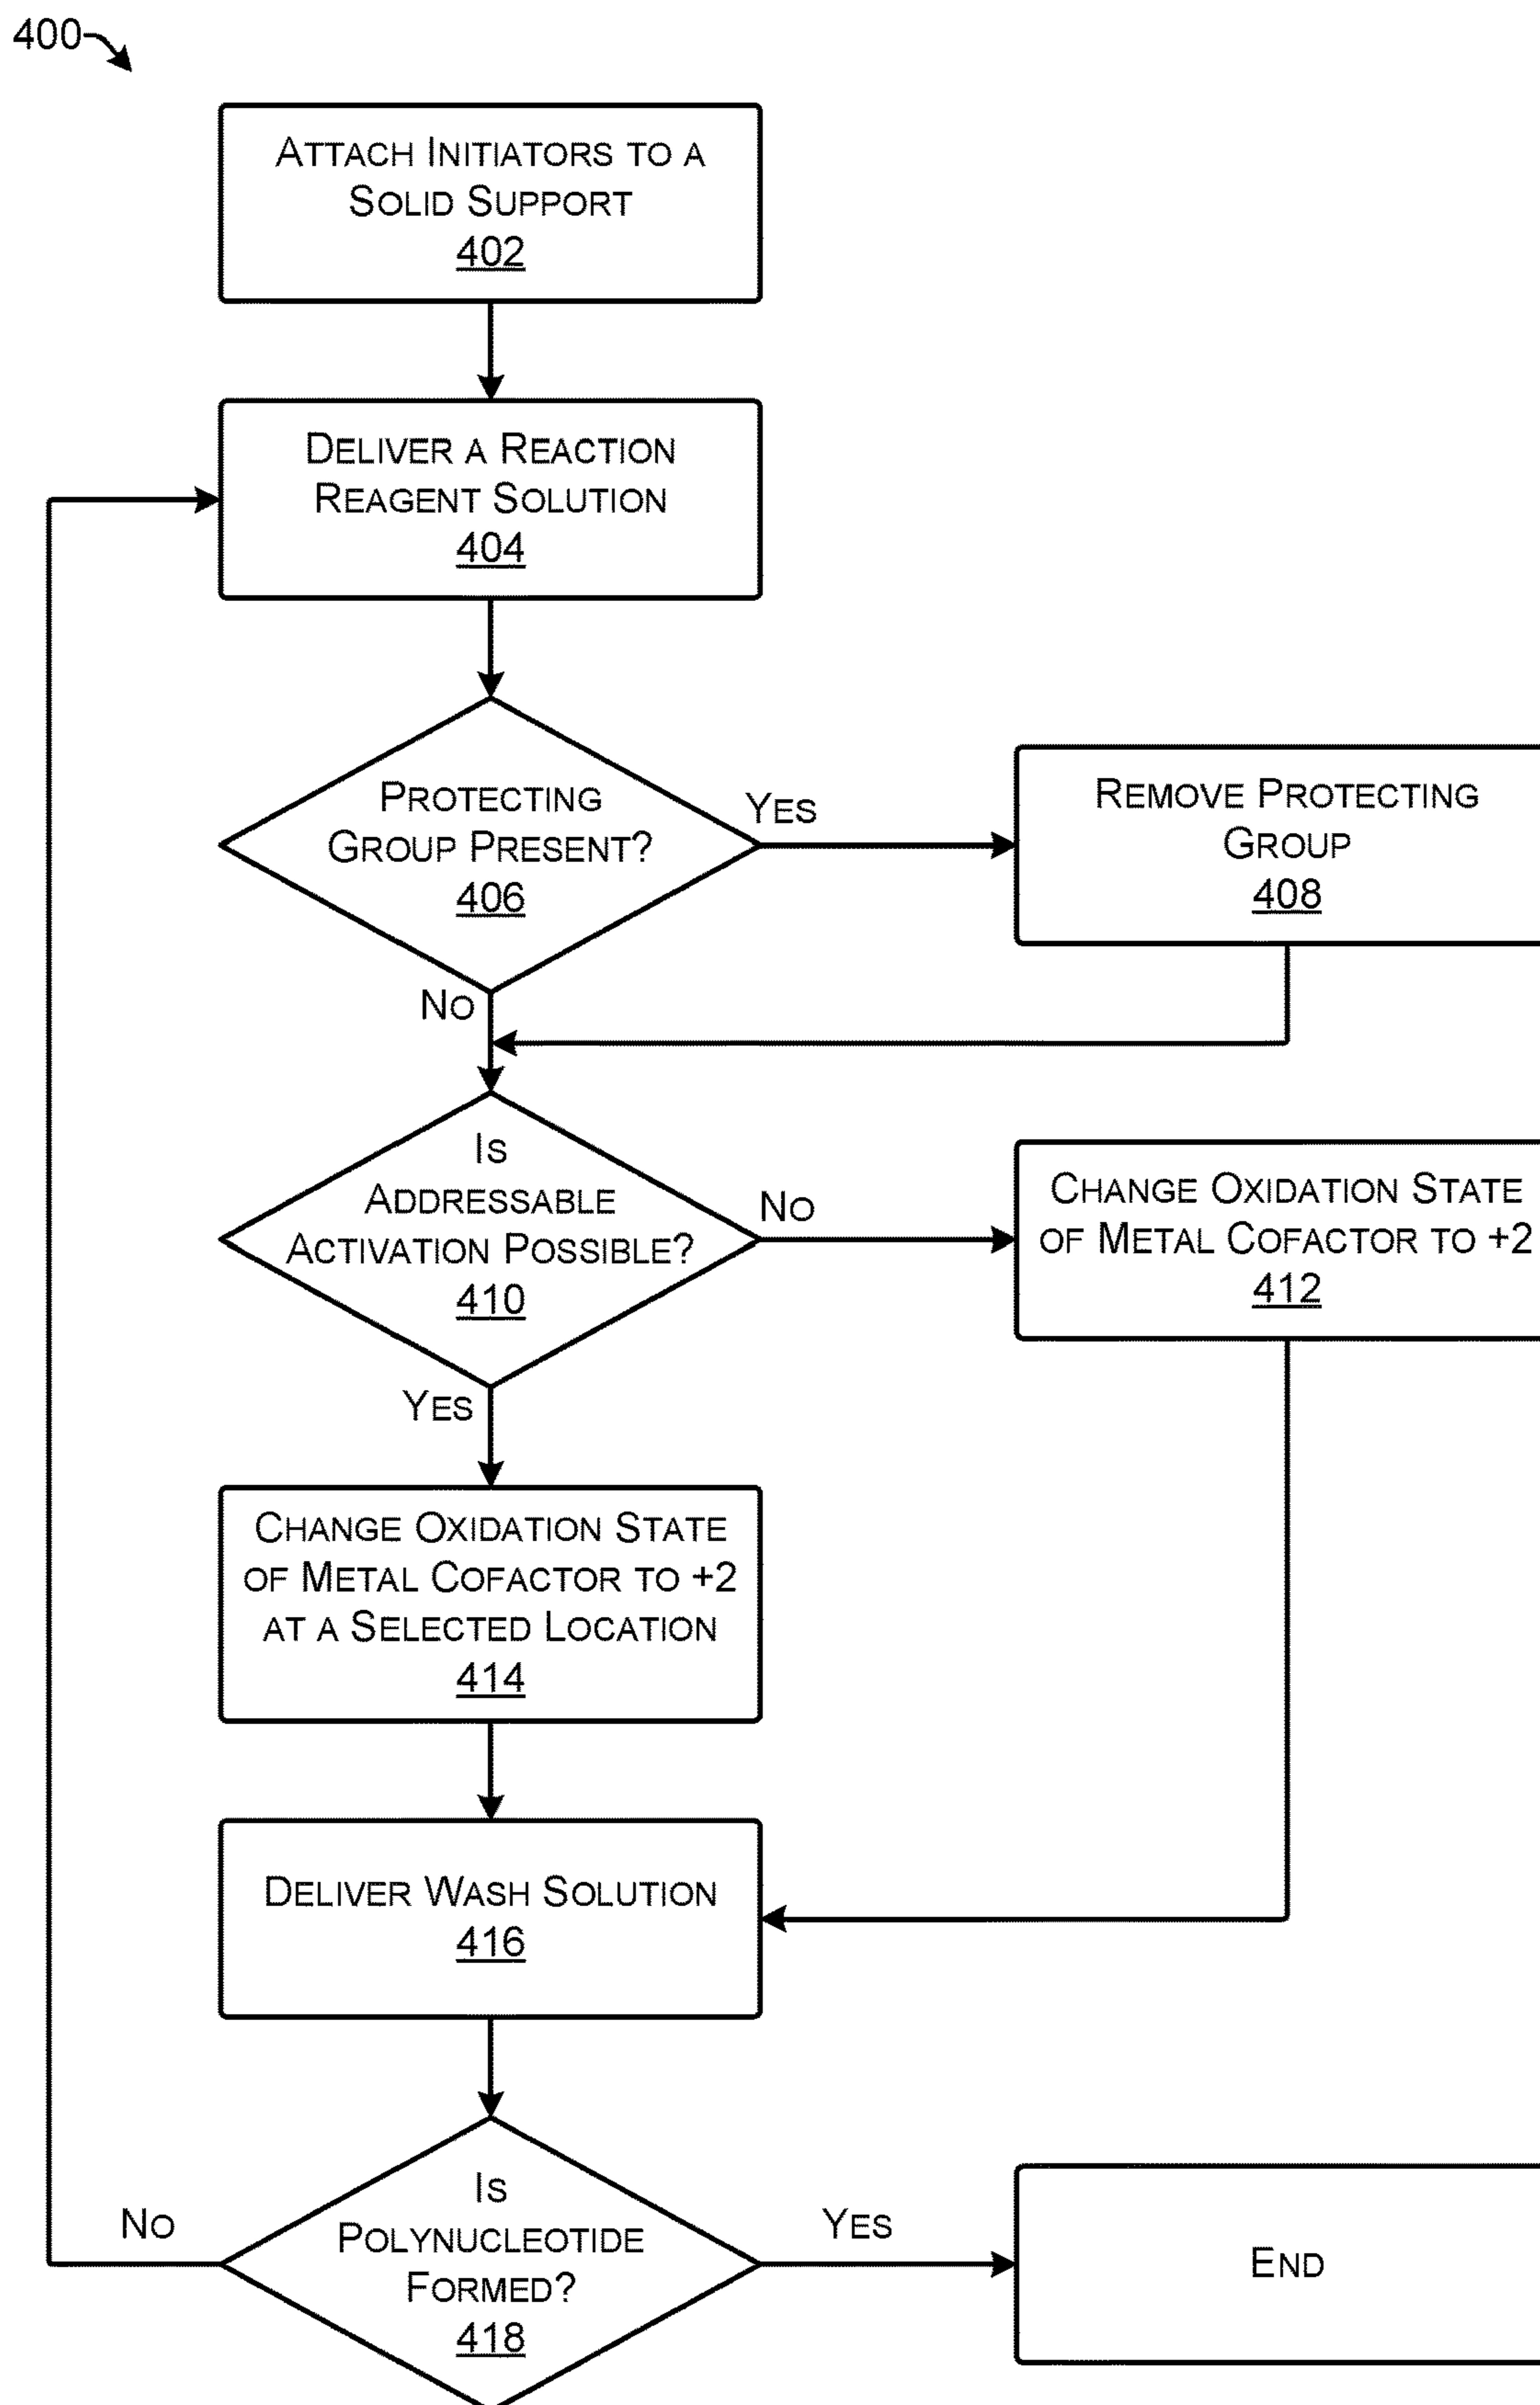 400
ATTACH INITIATORS TO A
SOLID SUPPORT
402
DELIVER A REACTION
REAGENT SOLUTION
404
PROTECTING
GROUP PRESENT?
406
YES
REMOVE PROTECTING
GROUP
408
NO
IS
ADDRESSABLE
ACTIVATION POSSIBLE?
410
NO
CHANGE OXIDATION STATE
OF METAL COFACTOR TO +2
412
YES
CHANGE OXIDATION STATE
OF METAL COFACTOR TO +2
AT A SELECTED LOCATION
414
DELIVER WASH SOLUTION
416
NO
IS
POLYNUCLEOTIDE
FORMED?
418
YES
END